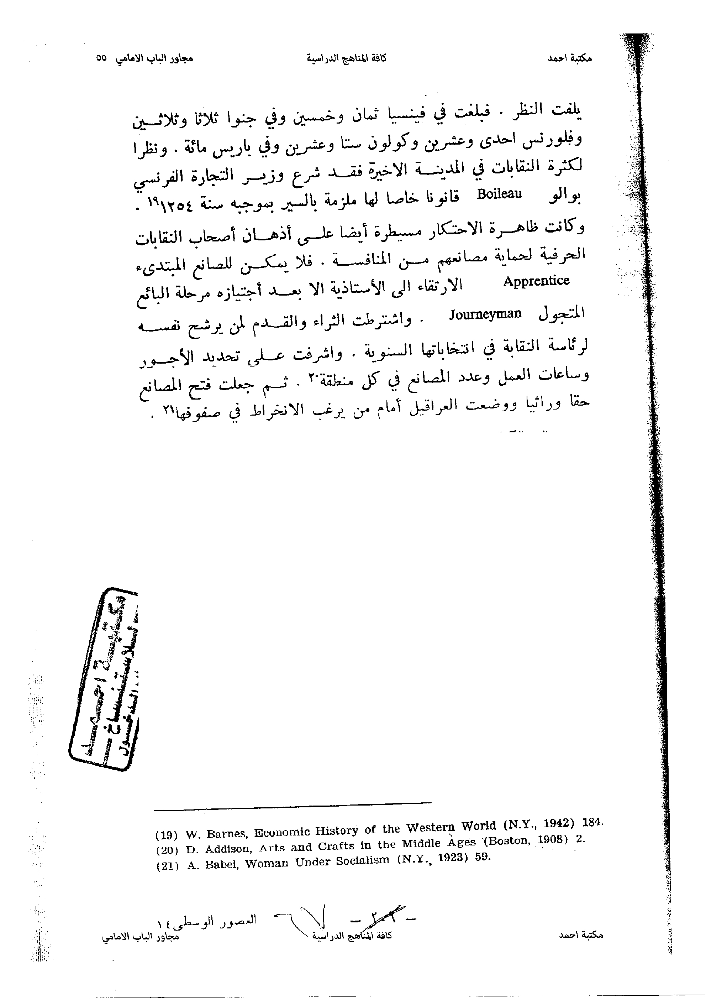 مكتبة احمد كافة المناهج الدراسية مجاور الباب الامامي ٥٥
يلفت النظر . فبلغت في فينسيا ثمان وخمسين وفي جنوا ثلاثا وثلاثين
وفلورنس احدى وعشرين وكولون ستا وعشرين وفي باريس مائة . ونظرا
لكثرة النقابات في المدينة الاخيرة فقد شرع وزير التجارة الفرنسي
بوالو Boileau قانونا خاصا لها ملزمة بالسير بموجبه سنة ١٢٥٤١٩ .
وكانت ظاهرة الاحتكار مسيطرة أيضا على أذهان أصحاب النقابات
الحرفية لحماية مصانعهم من المنافسة . فلا يمكن للصانع المبتدىء
Apprentice الارتقاء الى الأستاذية الا بعد أجتيازه مرحلة البائع
المتجول Journeyman . واشترطت الثراء والقدم لمن يرشح نفسه
لرئاسة النقابة في انتخاباتها السنوية . واشرفت على تحديد الأجور
وساعات العمل وعدد المصانع في كل منطقة٢٠ . ثم جعلت فتح المصانع
حقا وراثيا ووضعت العراقيل أمام من يرغب الانخراط في صفوفها٢١ .
مكتبة احمد
للاستنساخ
المدخول
(19) W. Barnes, Economic History of the Western World (N.Y., 1942) 184.
(20) D. Addison, Arts and Crafts in the Middle Ages (Boston, 1908) 2.
(21) A. Babel, Woman Under Socialism (N.Y., 1923) 59.
العصور الوسطى ١٤
مكتبة احمد كافة المناهج الدراسية مجاور الباب الامامي